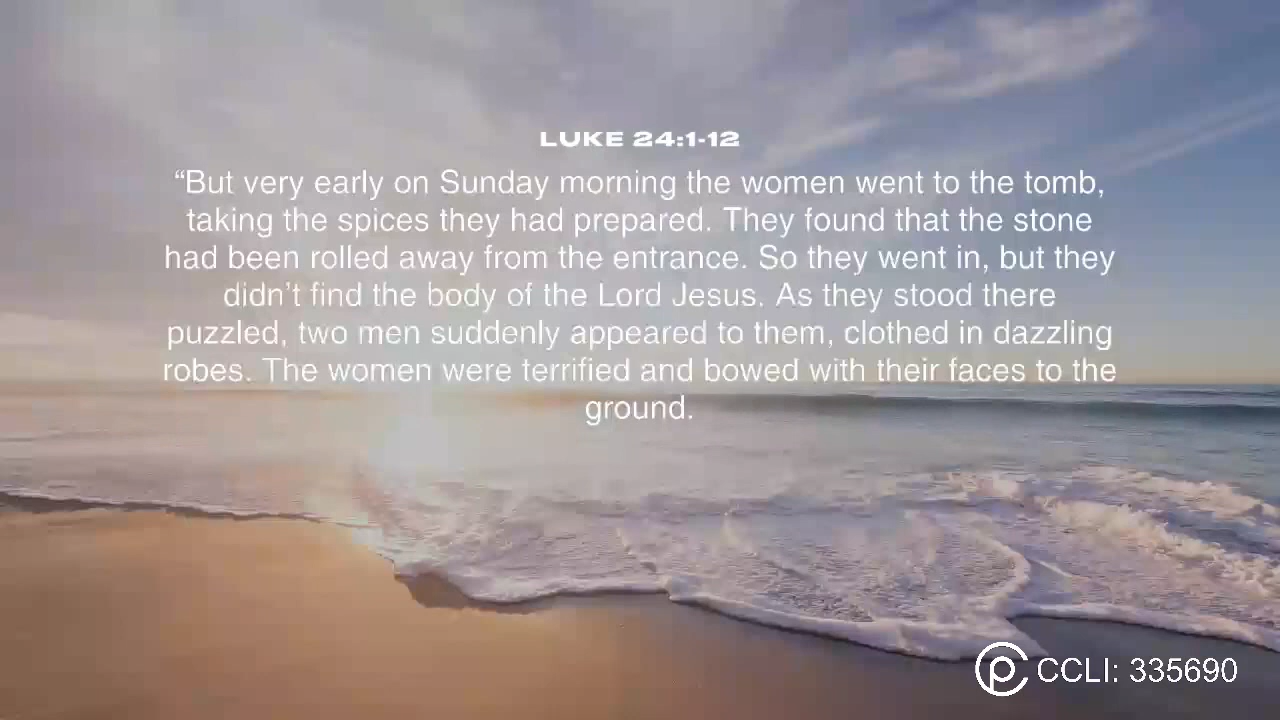 LUKE 24:1-12
“But very early on Sunday morning the women went to the tomb,
taking the spices they had prepared. They found that the stone
had been rolled away from the entrance. So they went in, but they
didn’t find the body of the Lord Jesus. As they stood there
puzzled, two men suddenly appeared to them, clothed in dazzling
robes. The women were terrified and bowed with their faces to the
ground.
CCLI: 335690